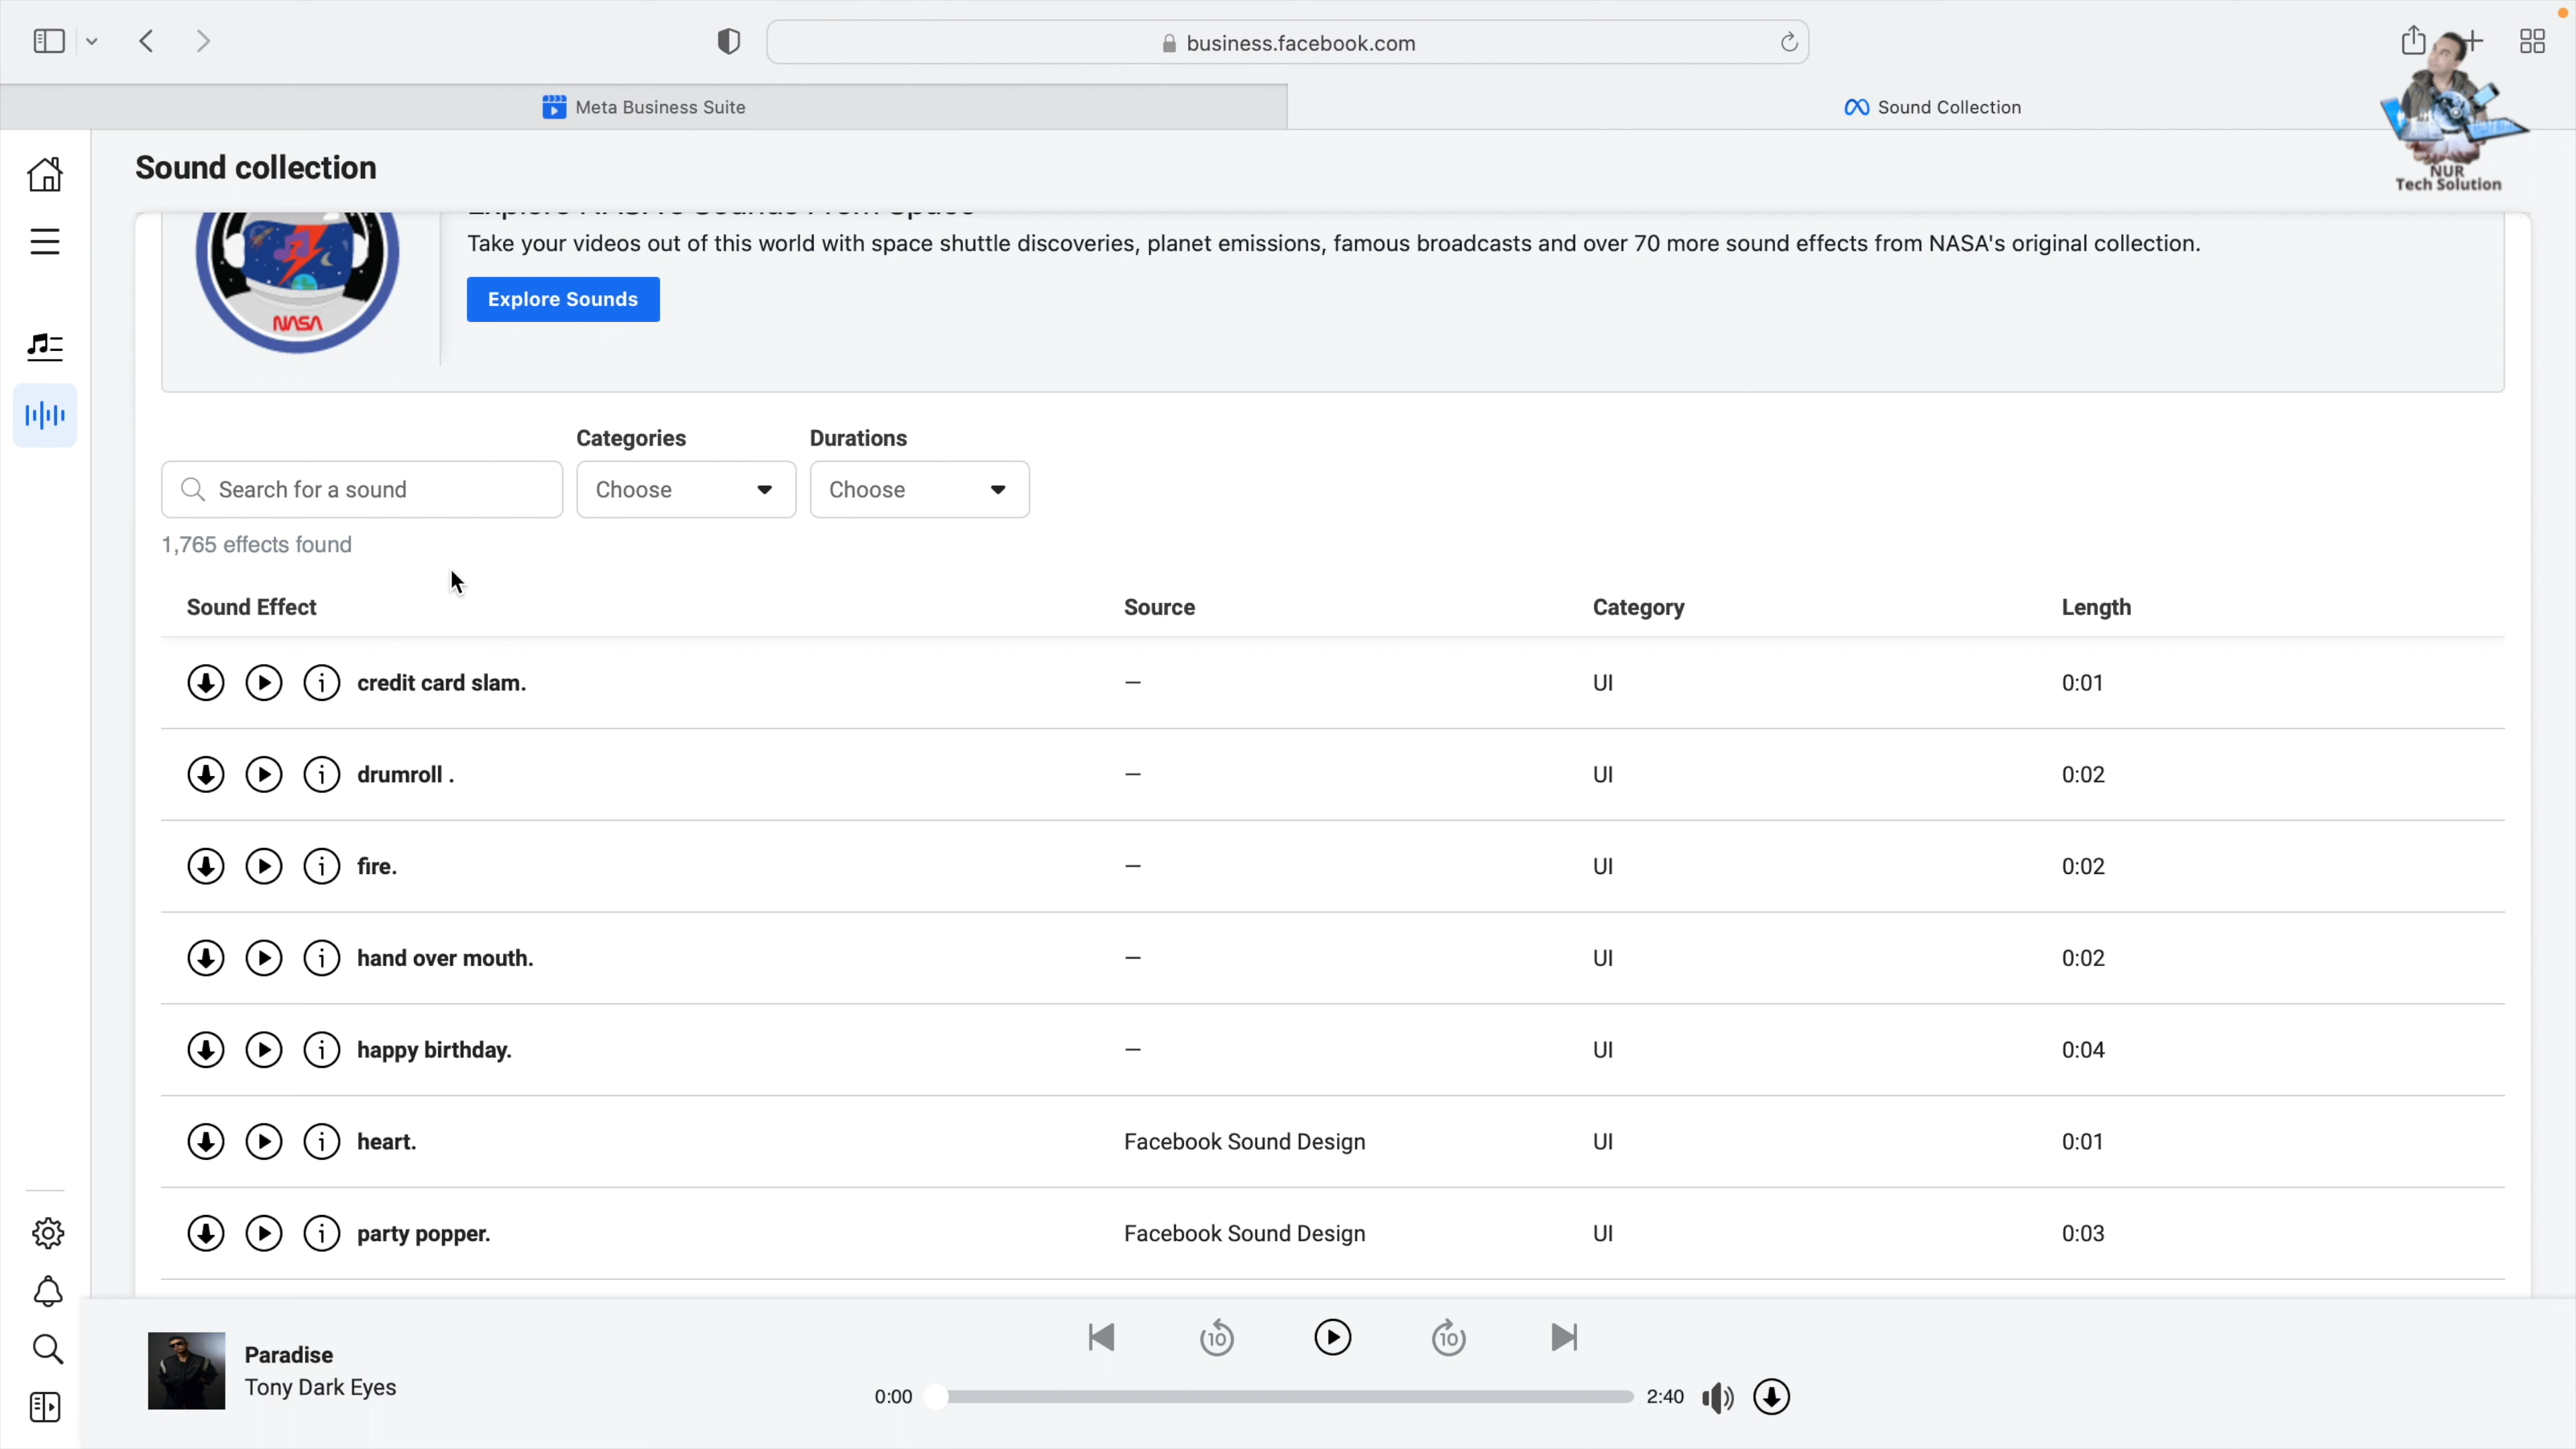 business.facebook.com
Meta Business Suite
Sound Collection
NUR
Tech Solution
Sound collection
Take your videos out of this world with space shuttle discoveries, planet emissions, famous broadcasts and over 70 more sound effects from NASA's original collection.
NASA
Explore Sounds
Categories Durations
Search for a sound Choose Choose
1,765 effects found
Sound Effect Source Category Length
credit card slam. — UI 0:01
drumroll . — UI 0:02
fire. — UI 0:02
hand over mouth. — UI 0:02
happy birthday. — UI 0:04
heart. Facebook Sound Design UI 0:01
party popper. Facebook Sound Design UI 0:03
10 10
Paradise
Tony Dark Eyes
0:00 2:40